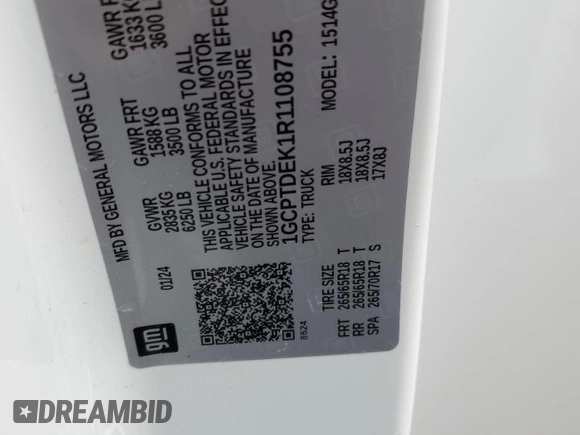 MFD BY GENERAL MOTORS LLC
01/24
GVWR
2835 KG
6250 LB
GAWR FRT
1588 KG
3500 LB
GAWR
1633 KG
3600
THIS VEHICLE CONFORMS TO ALL
APPLICABLE U.S. FEDERAL MOTOR
VEHICLE SAFETY STANDARDS IN EFFECT
ON THE DATE OF MANUFACTURE
SHOWN ABOVE.
1GCPTDEK1R1108755
TYPE: TRUCK
MODEL: 1514G
TIRE SIZE RIM
FRT 265/65R18 T 18X8.5J
RR 265/65R18 T 18X8.5J
SPA 265/70R17 S 17X8J
gm
8624
DREAMBID